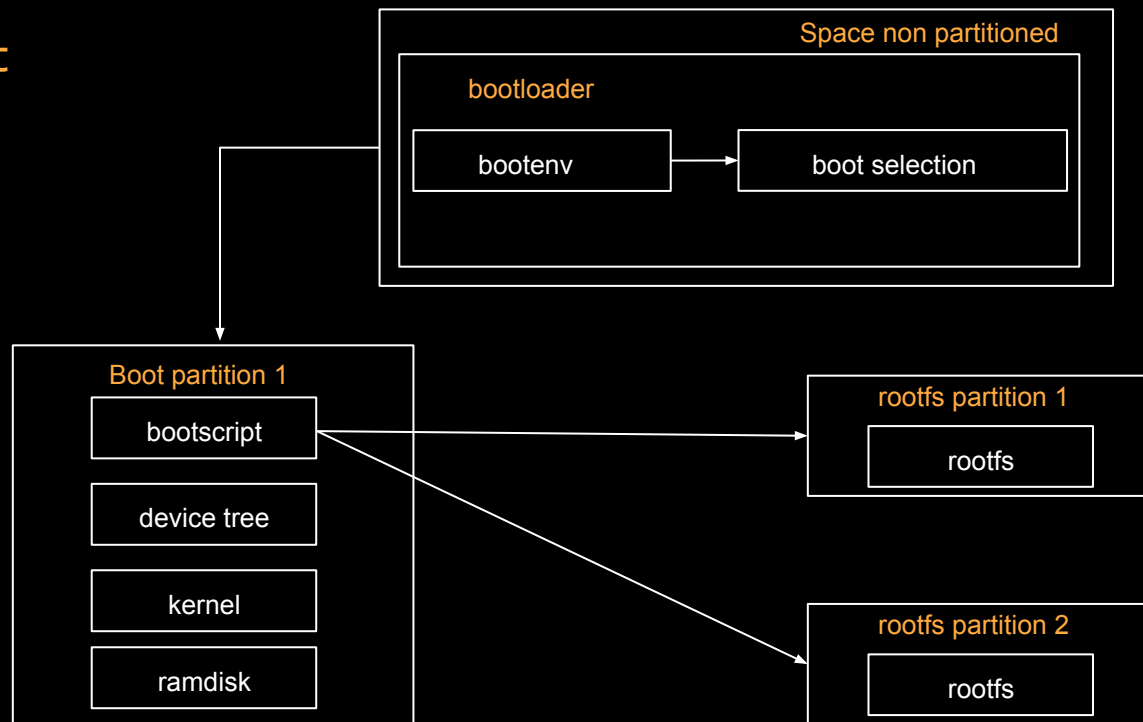 t
Space non partitioned
bootloader
bootenv
boot selection
Boot partition 1
bootscript
device tree
kernel
ramdisk
rootfs partition 1
rootfs
rootfs partition 2
rootfs